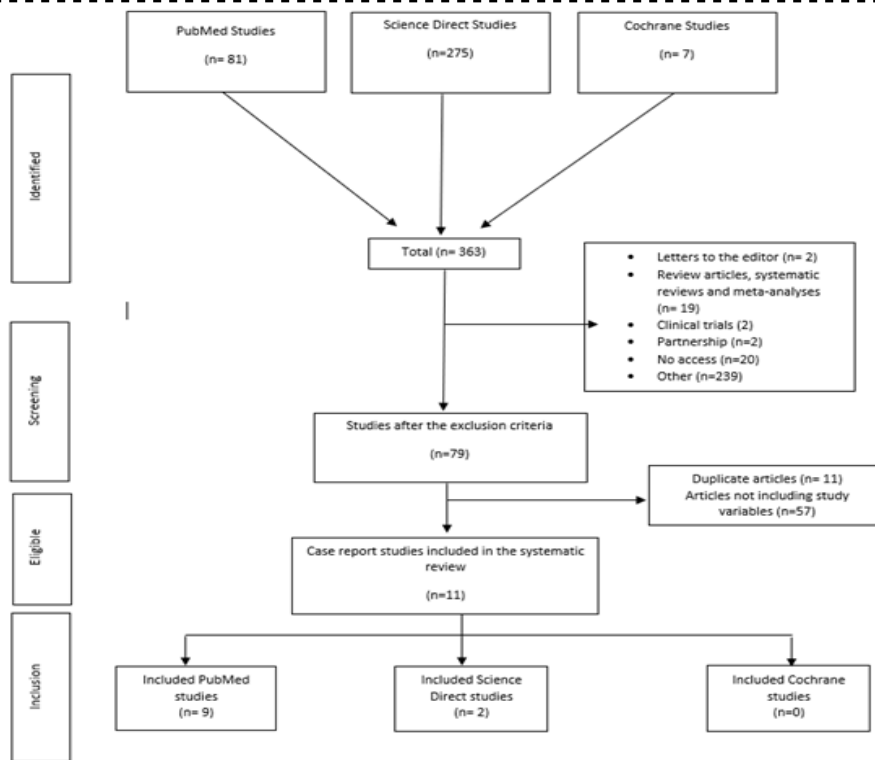 PubMed Studies
(n= 81)
Science Direct Studies
(n=275)
Cochrane Studies
(n= 7)
Identified
Total (n= 363)
• Letters to the editor (n= 2)
• Review articles, systematic
reviews and meta-analyses
(n= 19)
• Clinical trials (2)
• Partnership (n=2)
• No access (n=20)
• Other (n=239)
Screening
Studies after the exclusion criteria
(n=79)
Duplicate articles (n= 11)
Articles not including study
variables (n=57)
Eligible
Case report studies included in the systematic
review
(n=11)
Inclusion
Included PubMed
studies
(n= 9)
Included Science
Direct studies
(n= 2)
Included Cochrane
studies
(n=0)